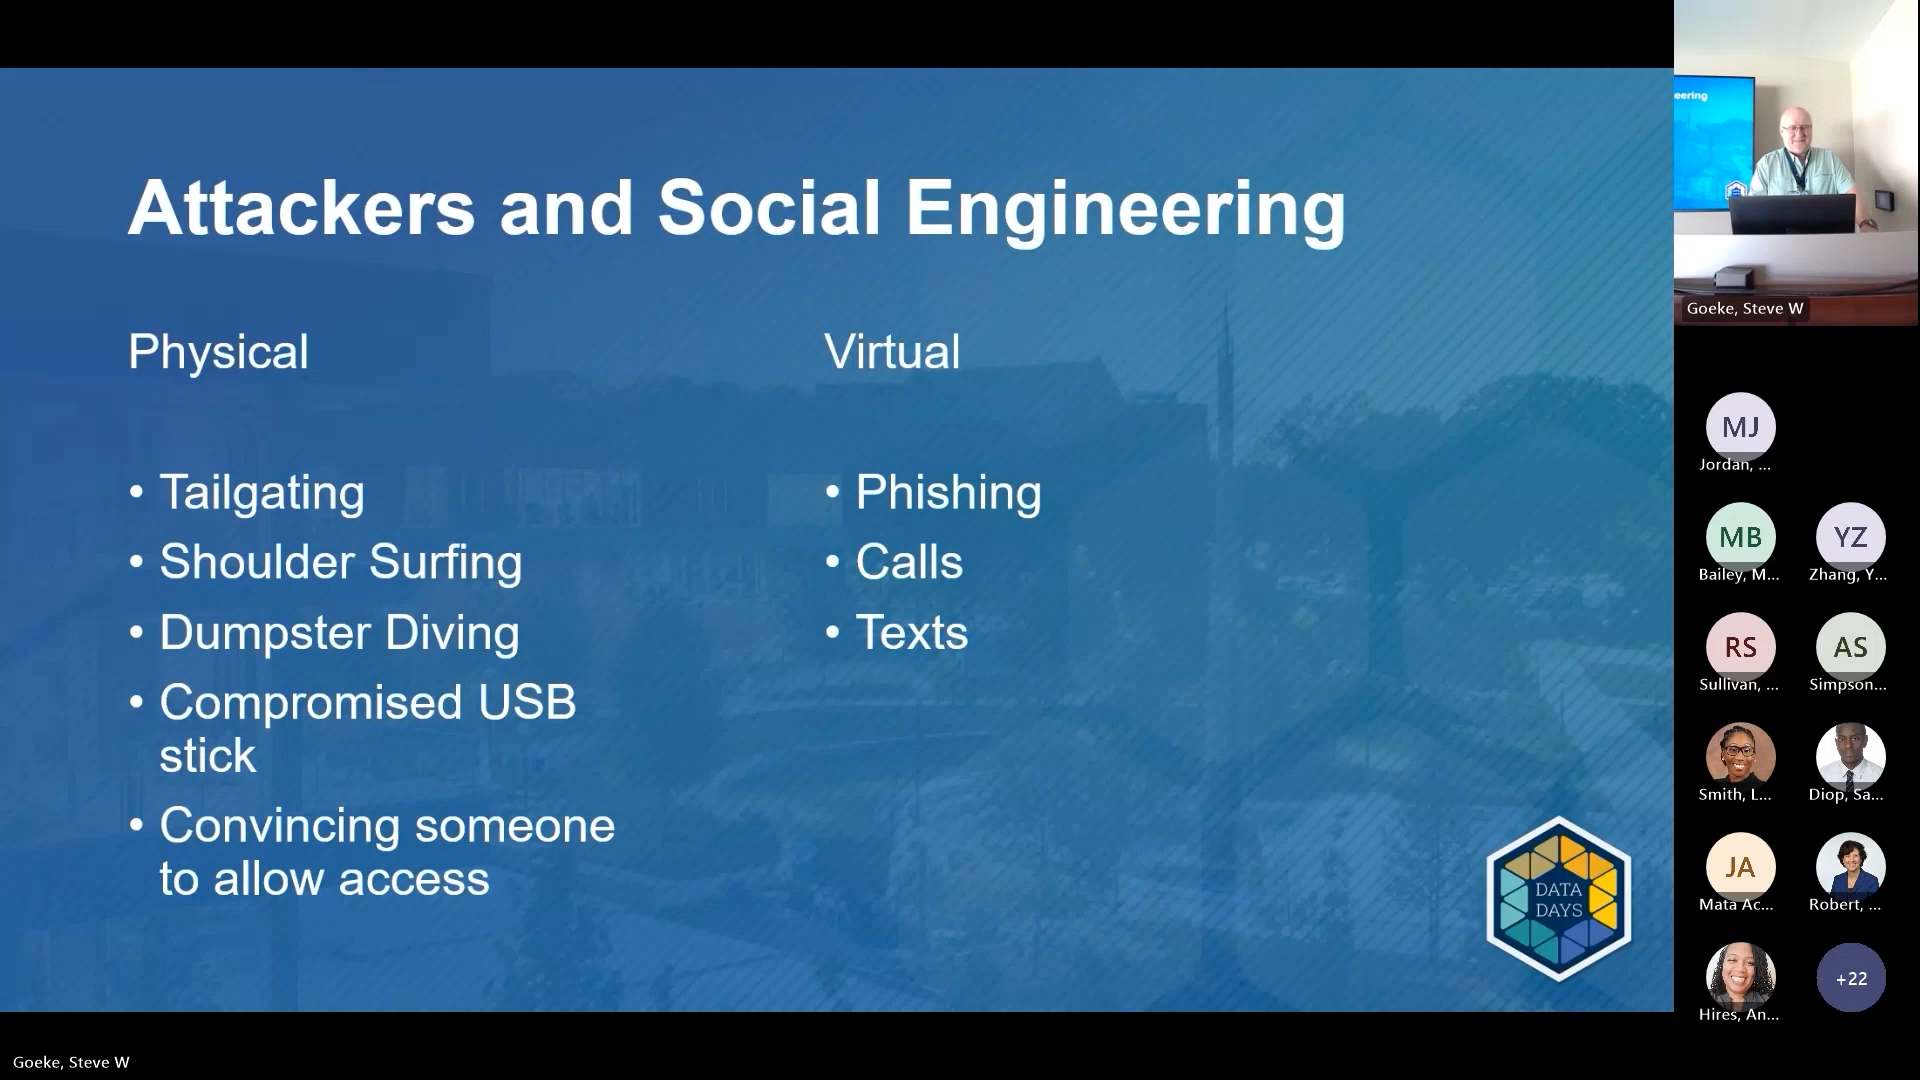 Attackers and Social Engineering
Physical
• Tailgating
• Shoulder Surfing
• Dumpster Diving
• Compromised USB
stick
• Convincing someone
to allow access
Virtual
• Phishing
• Calls
• Texts
DATA
DAYS
eering
Goeke, Steve W
MJ
Jordan, ...
MB
Bailey, M...
YZ
Zhang, Y...
RS
Sullivan, ...
AS
Simpson...
Smith, L...
Diop, Sa...
JA
Mata Ac...
Robert, ...
Hires, An...
+22
Goeke, Steve W